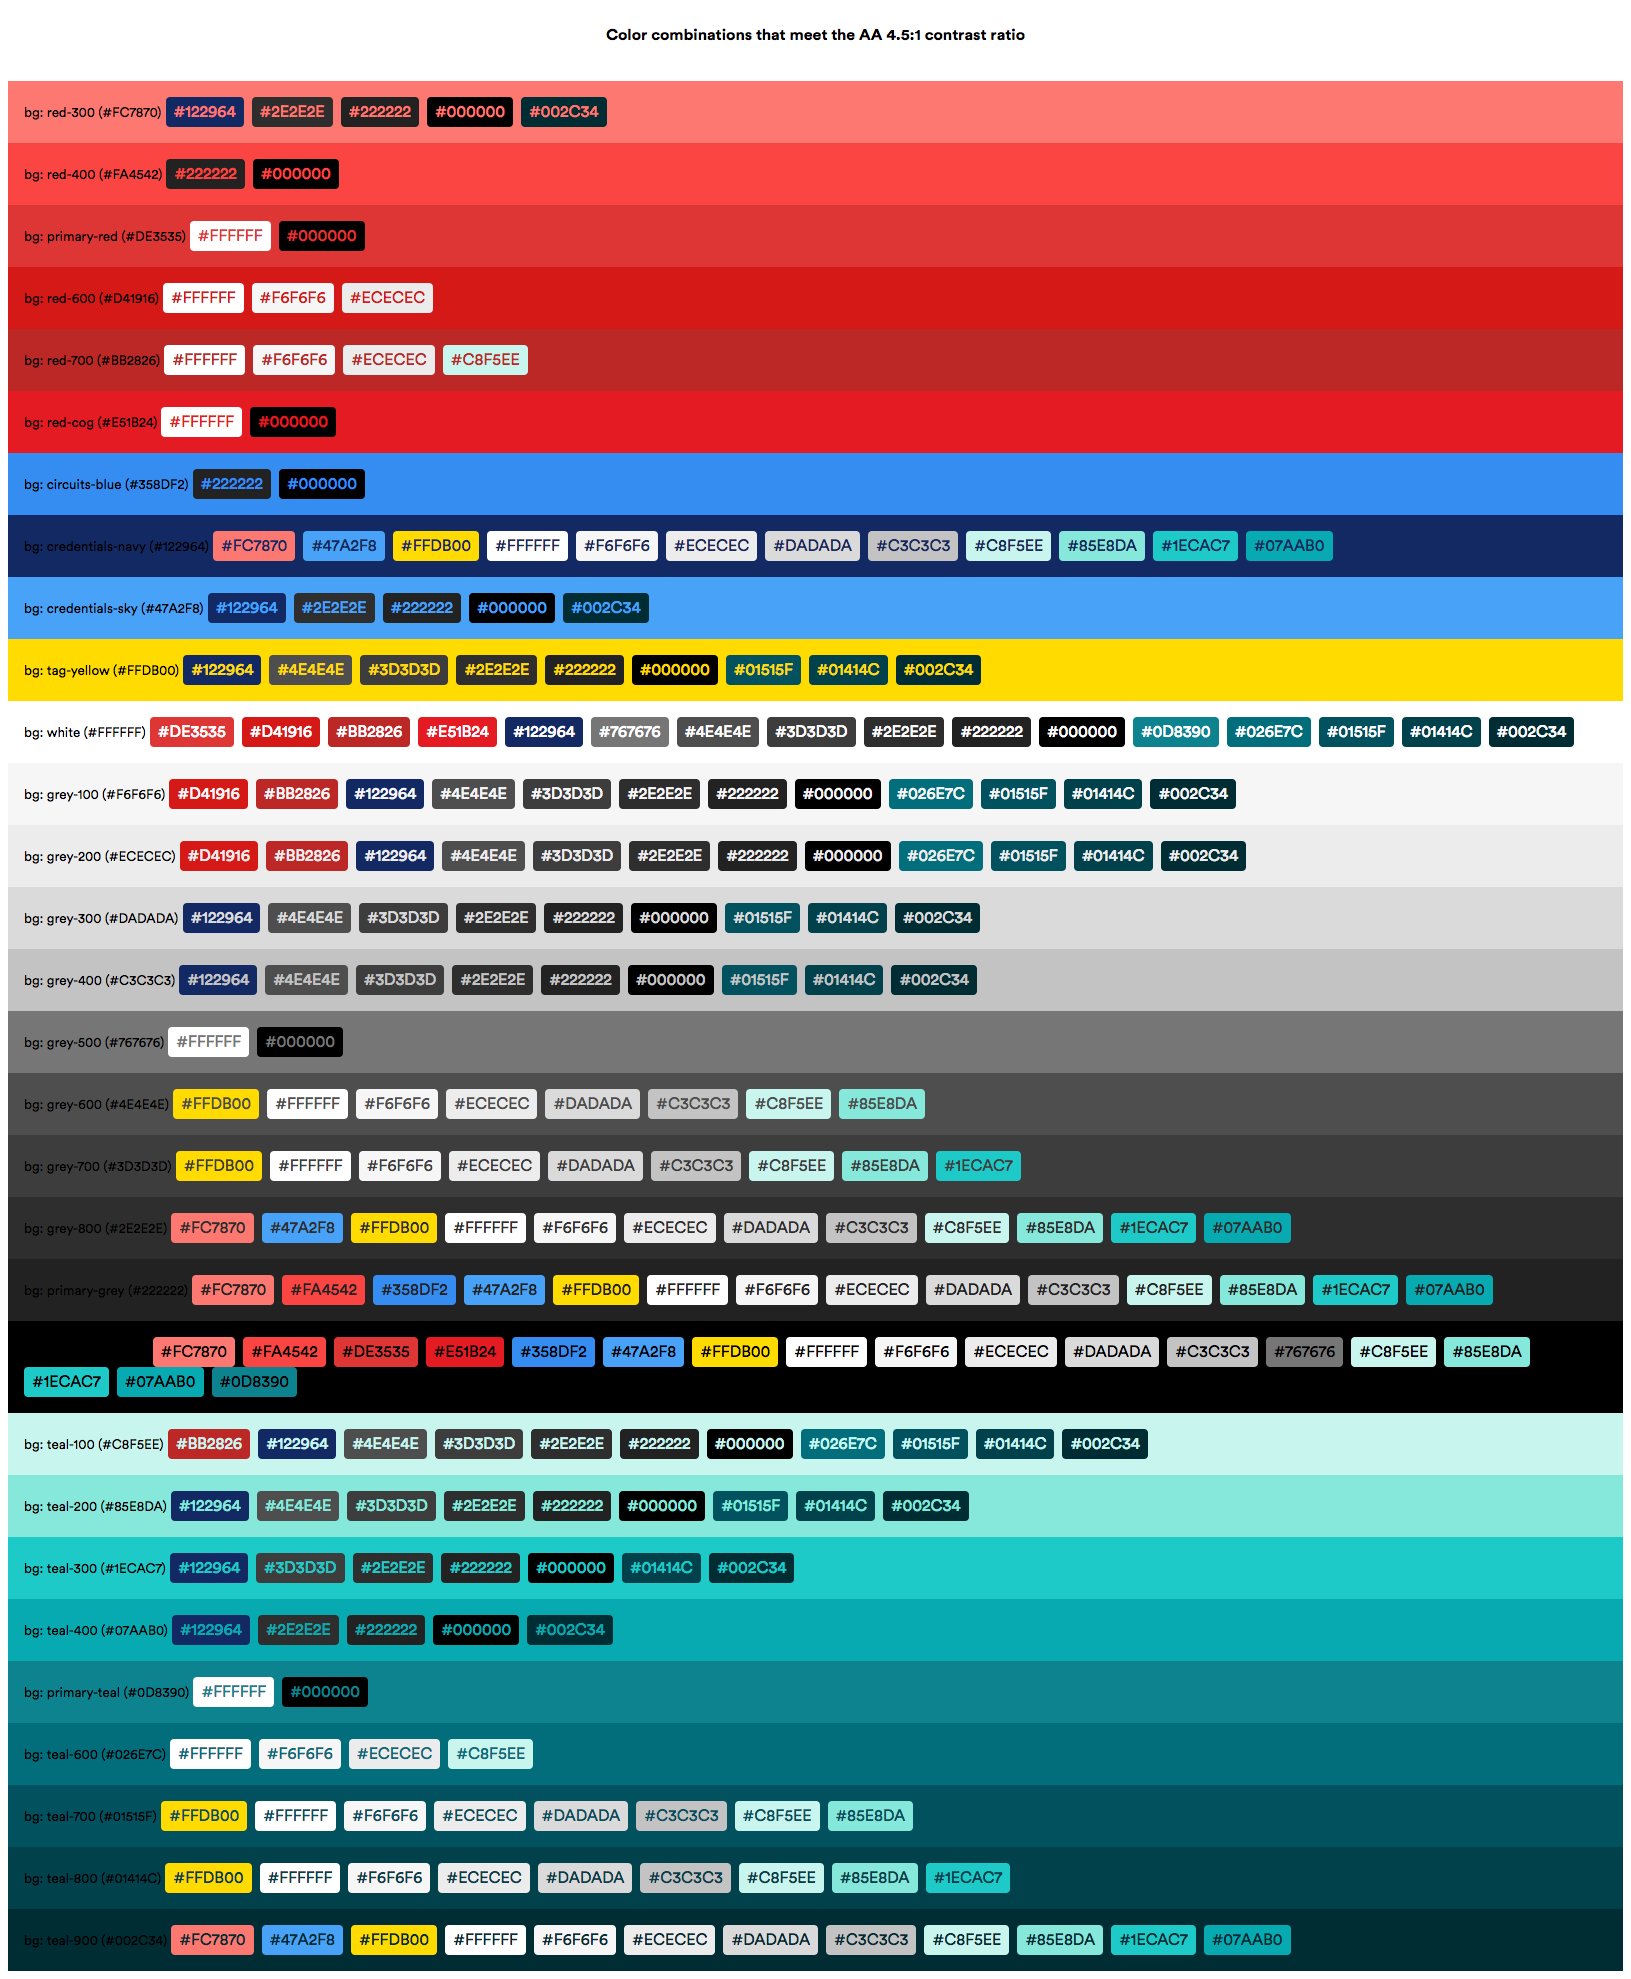 Color combinations that meet the AA 4.5:1 contrast ratio
bg: red-300 (#FC7870) #122964 #2E2E2E #222222 #000000 #002C34
bg: red-400 (#FA4542) #222222 #000000
bg: primary-red (#DE3535) #FFFFFF #000000
bg: red-600 (#D41916) #FFFFFF #F6F6F6 #ECECEC
bg: red-700 (#BB2826) #FFFFFF #F6F6F6 #ECECEC #C8F5EE
bg: red-cog (#E51B24) #FFFFFF #000000
bg: circuits-blue (#358DF2) #222222 #000000
bg: credentials-navy (#122964) #FC7870 #47A2F8 #FFDB00 #FFFFFF #F6F6F6 #ECECEC #DADADA #C3C3C3 #C8F5EE #85E8DA #1ECAC7 #07AAB0
bg: credentials-sky (#47A2F8) #122964 #2E2E2E #222222 #000000 #002C34
bg: tag-yellow (#FFDB00) #122964 #4E4E4E #3D3D3D #2E2E2E #222222 #000000 #01515F #01414C #002C34
bg: white (#FFFFFF) #DE3535 #D41916 #BB2826 #E51B24 #122964 #767676 #4E4E4E #3D3D3D #2E2E2E #222222 #000000 #0D8390 #026E7C #01515F #01414C #002C34
bg: grey-100 (#F6F6F6) #D41916 #BB2826 #122964 #4E4E4E #3D3D3D #2E2E2E #222222 #000000 #026E7C #01515F #01414C #002C34
bg: grey-200 (#ECECEC) #D41916 #BB2826 #122964 #4E4E4E #3D3D3D #2E2E2E #222222 #000000 #026E7C #01515F #01414C #002C34
bg: grey-300 (#DADADA) #122964 #4E4E4E #3D3D3D #2E2E2E #222222 #000000 #01515F #01414C #002C34
bg: grey-400 (#C3C3C3) #122964 #4E4E4E #3D3D3D #2E2E2E #222222 #000000 #01515F #01414C #002C34
bg: grey-500 (#767676) #FFFFFF #000000
bg: grey-600 (#4E4E4E) #FFDB00 #FFFFFF #F6F6F6 #ECECEC #DADADA #C3C3C3 #C8F5EE #85E8DA
bg: grey-700 (#3D3D3D) #FFDB00 #FFFFFF #F6F6F6 #ECECEC #DADADA #C3C3C3 #C8F5EE #85E8DA #1ECAC7
bg: grey-800 (#2E2E2E) #FC7870 #47A2F8 #FFDB00 #FFFFFF #F6F6F6 #ECECEC #DADADA #C3C3C3 #C8F5EE #85E8DA #1ECAC7 #07AAB0
bg: primary-grey (#222222) #FC7870 #FA4542 #358DF2 #47A2F8 #FFDB00 #FFFFFF #F6F6F6 #ECECEC #DADADA #C3C3C3 #C8F5EE #85E8DA #1ECAC7 #07AAB0
#FC7870 #FA4542 #DE3535 #E51B24 #358DF2 #47A2F8 #FFDB00 #FFFFFF #F6F6F6 #ECECEC #DADADA #C3C3C3 #767676 #C8F5EE #85E8DA
#1ECAC7 #07AAB0 #0D8390
bg: teal-100 (#C8F5EE) #BB2826 #122964 #4E4E4E #3D3D3D #2E2E2E #222222 #000000 #026E7C #01515F #01414C #002C34
bg: teal-200 (#85E8DA) #122964 #4E4E4E #3D3D3D #2E2E2E #222222 #000000 #01515F #01414C #002C34
bg: teal-300 (#1ECAC7) #122964 #3D3D3D #2E2E2E #222222 #000000 #01414C #002C34
bg: teal-400 (#07AAB0) #122964 #2E2E2E #222222 #000000 #002C34
bg: primary-teal (#0D8390) #FFFFFF #000000
bg: teal-600 (#026E7C) #FFFFFF #F6F6F6 #ECECEC #C8F5EE
bg: teal-700 (#01515F) #FFDB00 #FFFFFF #F6F6F6 #ECECEC #DADADA #C3C3C3 #C8F5EE #85E8DA
bg: teal-800 (#01414C) #FFDB00 #FFFFFF #F6F6F6 #ECECEC #DADADA #C3C3C3 #C8F5EE #85E8DA #1ECAC7
bg: teal-900 (#002C34) #FC7870 #47A2F8 #FFDB00 #FFFFFF #F6F6F6 #ECECEC #DADADA #C3C3C3 #C8F5EE #85E8DA #1ECAC7 #07AAB0